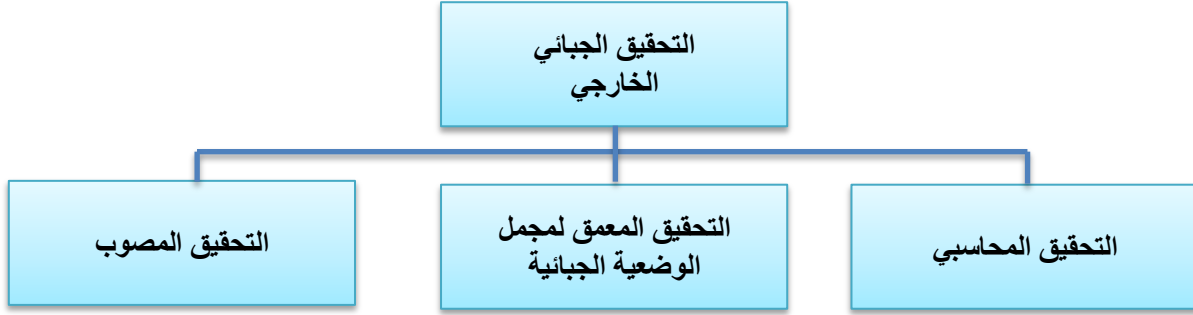 التحقيق الجبائي
الخارجي
التحقيق المحاسبي
التحقيق المعمق لمجمل
الوضعية الجبائية
التحقيق المصوب